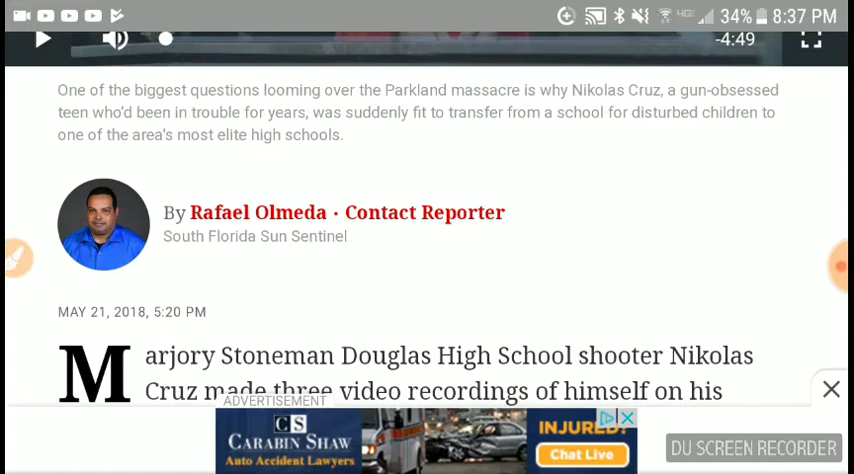 4G 34% 8:37 PM
-4:49
One of the biggest questions looming over the Parkland massacre is why Nikolas Cruz, a gun-obsessed
teen who'd been in trouble for years, was suddenly fit to transfer from a school for disturbed children to
one of the area's most elite high schools.
By Rafael Olmeda · Contact Reporter
South Florida Sun Sentinel
MAY 21, 2018, 5:20 PM
Marjory Stoneman Douglas High School shooter Nikolas
Cruz made three video recordings of himself on his
ADVERTISEMENT
CS
CARABIN SHAW
Auto Accident Lawyers
INJURED?
Chat Live
DU SCREEN RECORDER